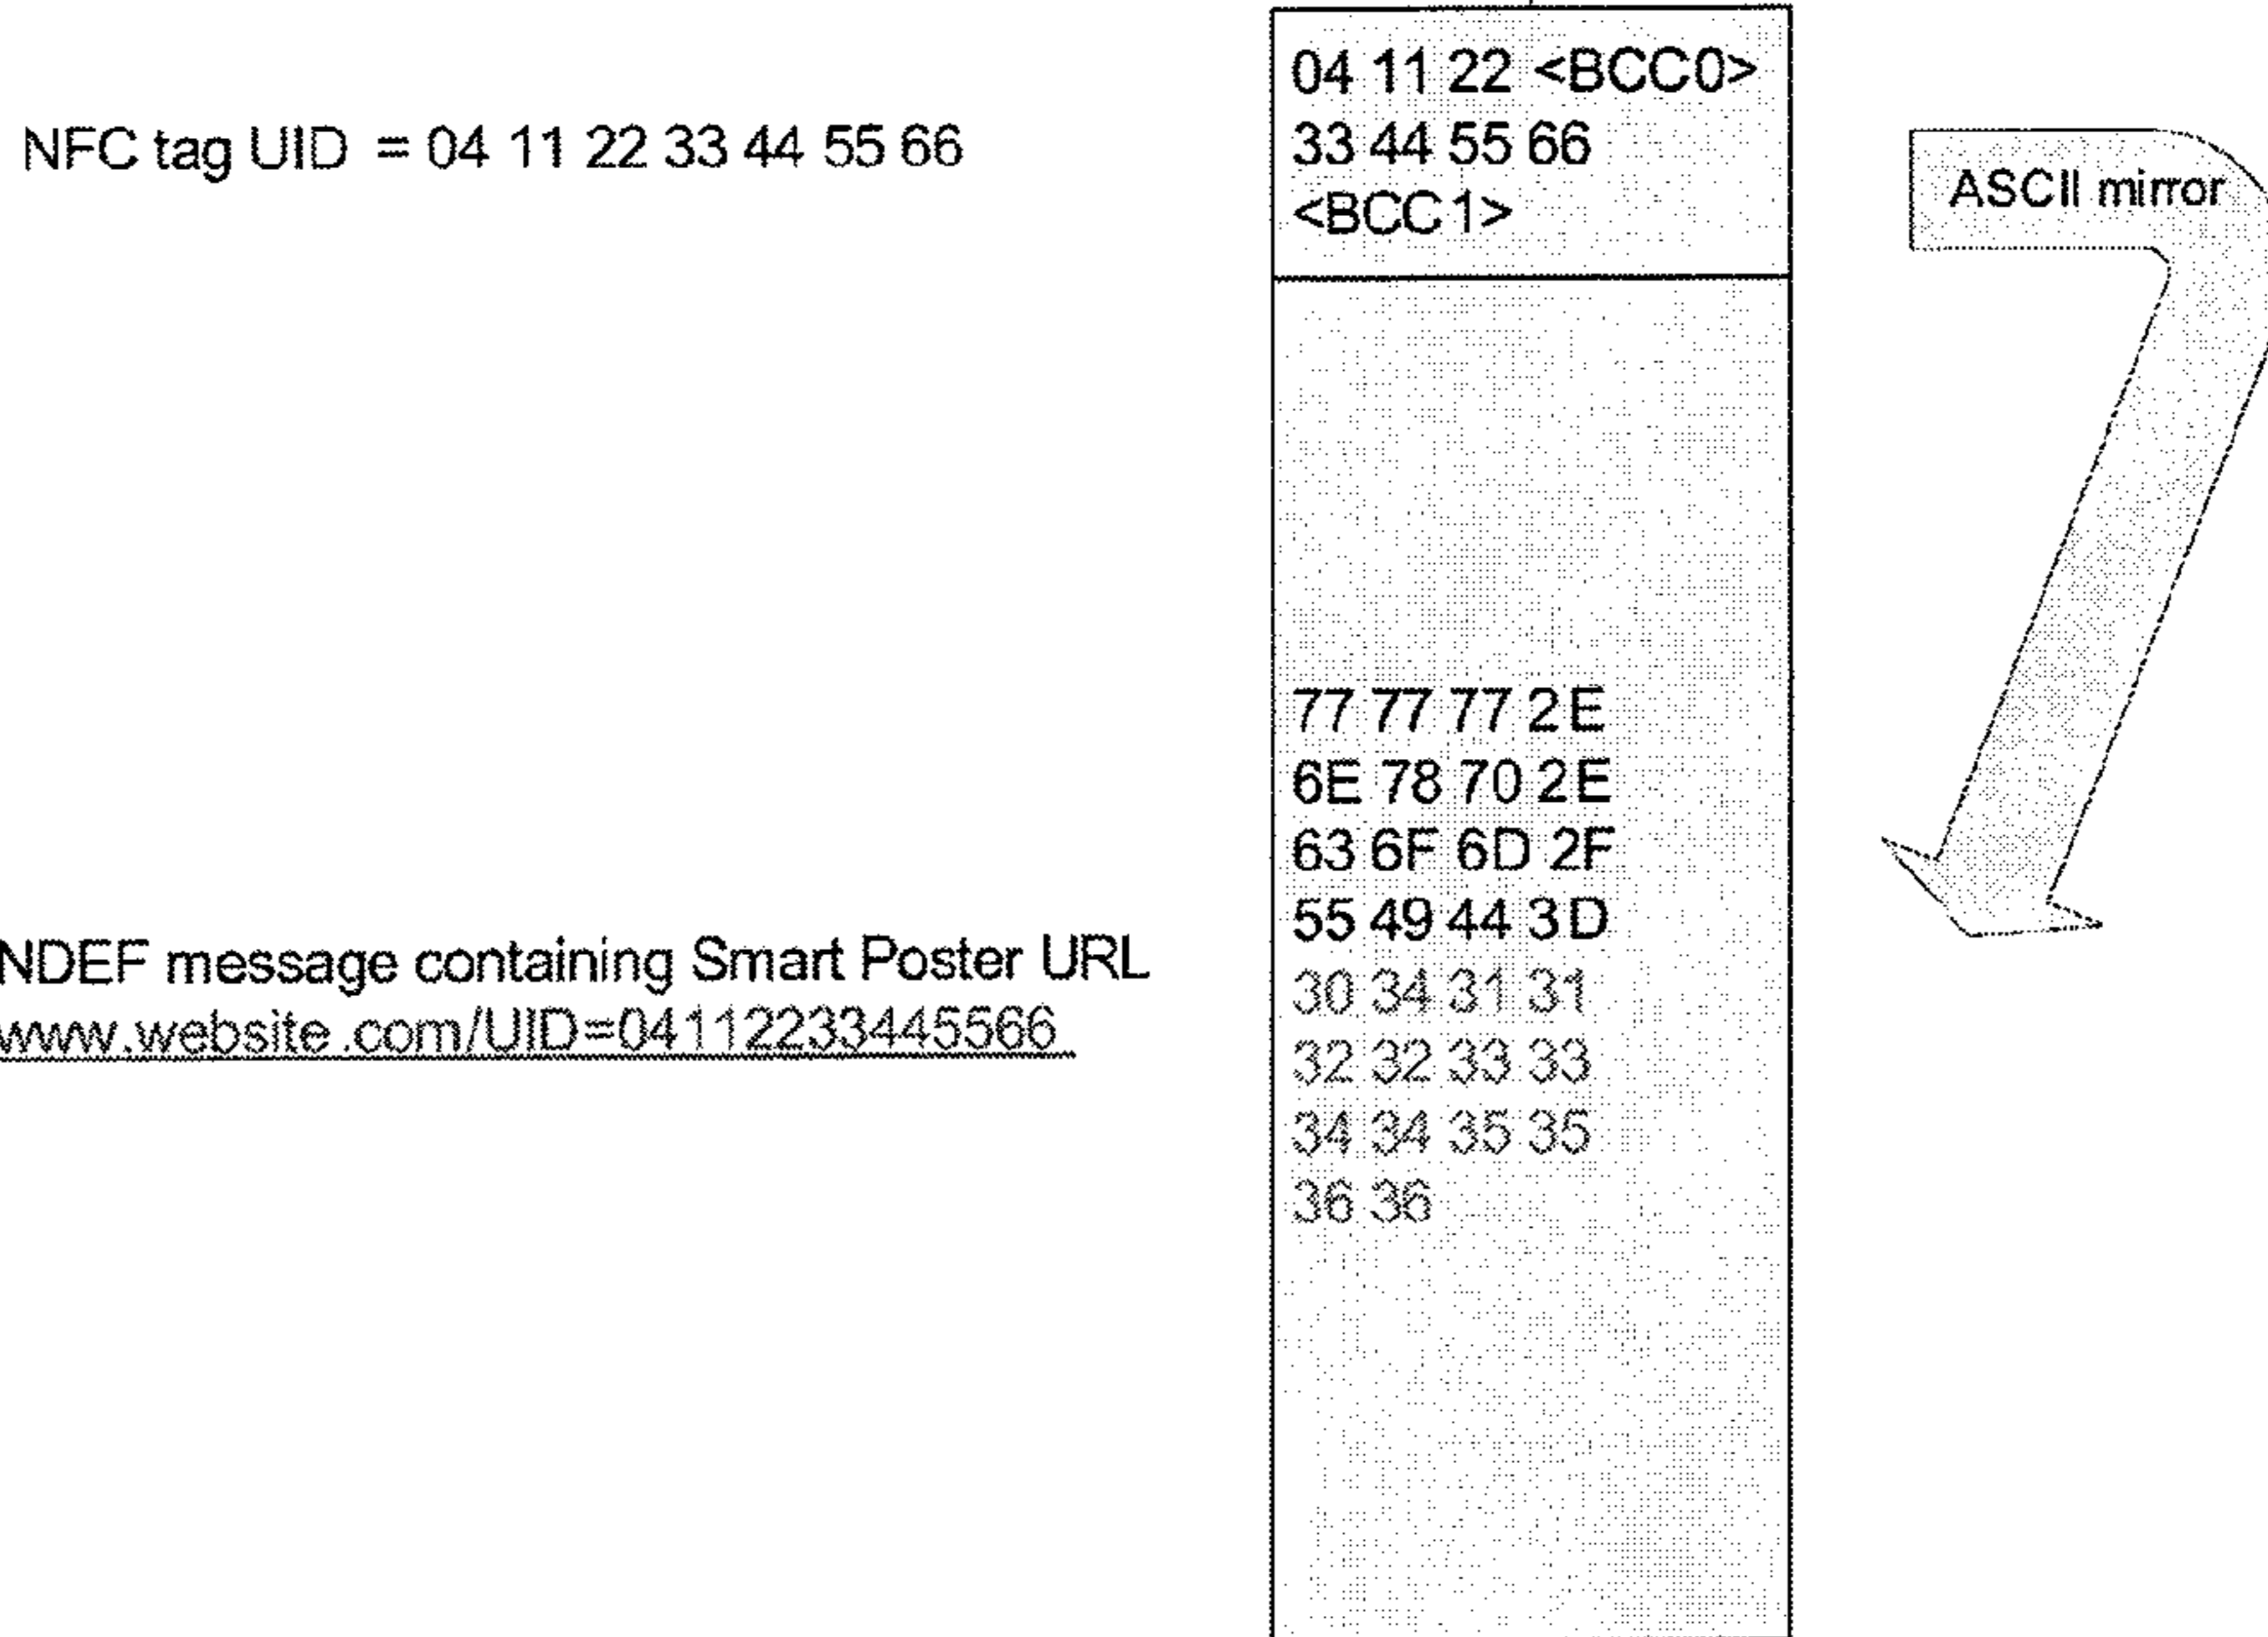 NFC tag UID = 04 11 22 33 44 55 66
04 11 22 <BCC0>
33 44 55 66
<BCC1>
ASCII mirror
NDEF message containing Smart Poster URL
www.website.com/UID=04112233445566
77 77 77 2E
6E 78 70 2E
63 6F 6D 2F
55 49 44 3D
30 34 31 31
32 32 33 33
34 34 35 35
36 36